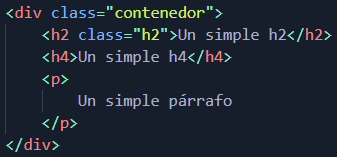 <div class="contenedor">
<h2 class="h2">Un simple h2</h2>
<h4>Un simple h4</h4>
<p>
Un simple párrafo
</p>
</div>